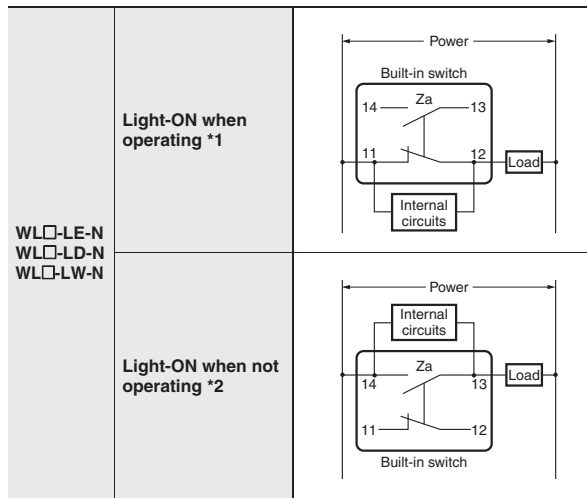 WL□-LE-N
WL□-LD-N
WL□-LW-N
Light-ON when
operating *1
Power
Built-in switch
14
Za
13
11
12
Load
Internal
circuits
Light-ON when not
operating *2
Power
Internal
circuits
14
Za
13
Load
11
12
Built-in switch